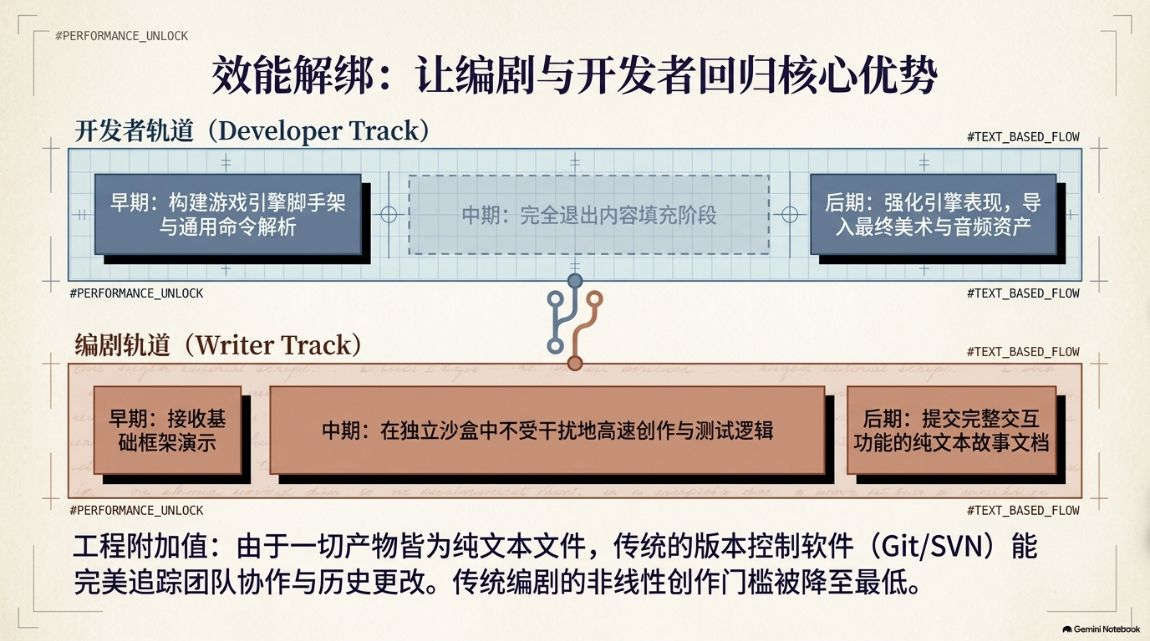 #PERFORMANCE_UNLOCK
效能解绑：让编剧与开发者回归核心优势
开发者轨道（Developer Track）
#TEXT_BASED_FLOW
早期：构建游戏引擎脚手架
与通用命令解析
中期：完全退出内容填充阶段
后期：强化引擎表现，导
入最终美术与音频资产
#PERFORMANCE_UNLOCK
#TEXT_BASED_FLOW
编剧轨道（Writer Track）
#TEXT_BASED_FLOW
早期：接收基
础框架演示
中期：在独立沙盒中不受干扰地高速创作与测试逻辑
后期：提交完整交互
功能的纯文本故事文档
#PERFORMANCE_UNLOCK
#TEXT_BASED_FLOW
工程附加值：由于一切产物皆为纯文本文件，传统的版本控制软件（Git/SVN）能
完美追踪团队协作与历史更改。传统编剧的非线性创作门槛被降至最低。
Gemini Notebook